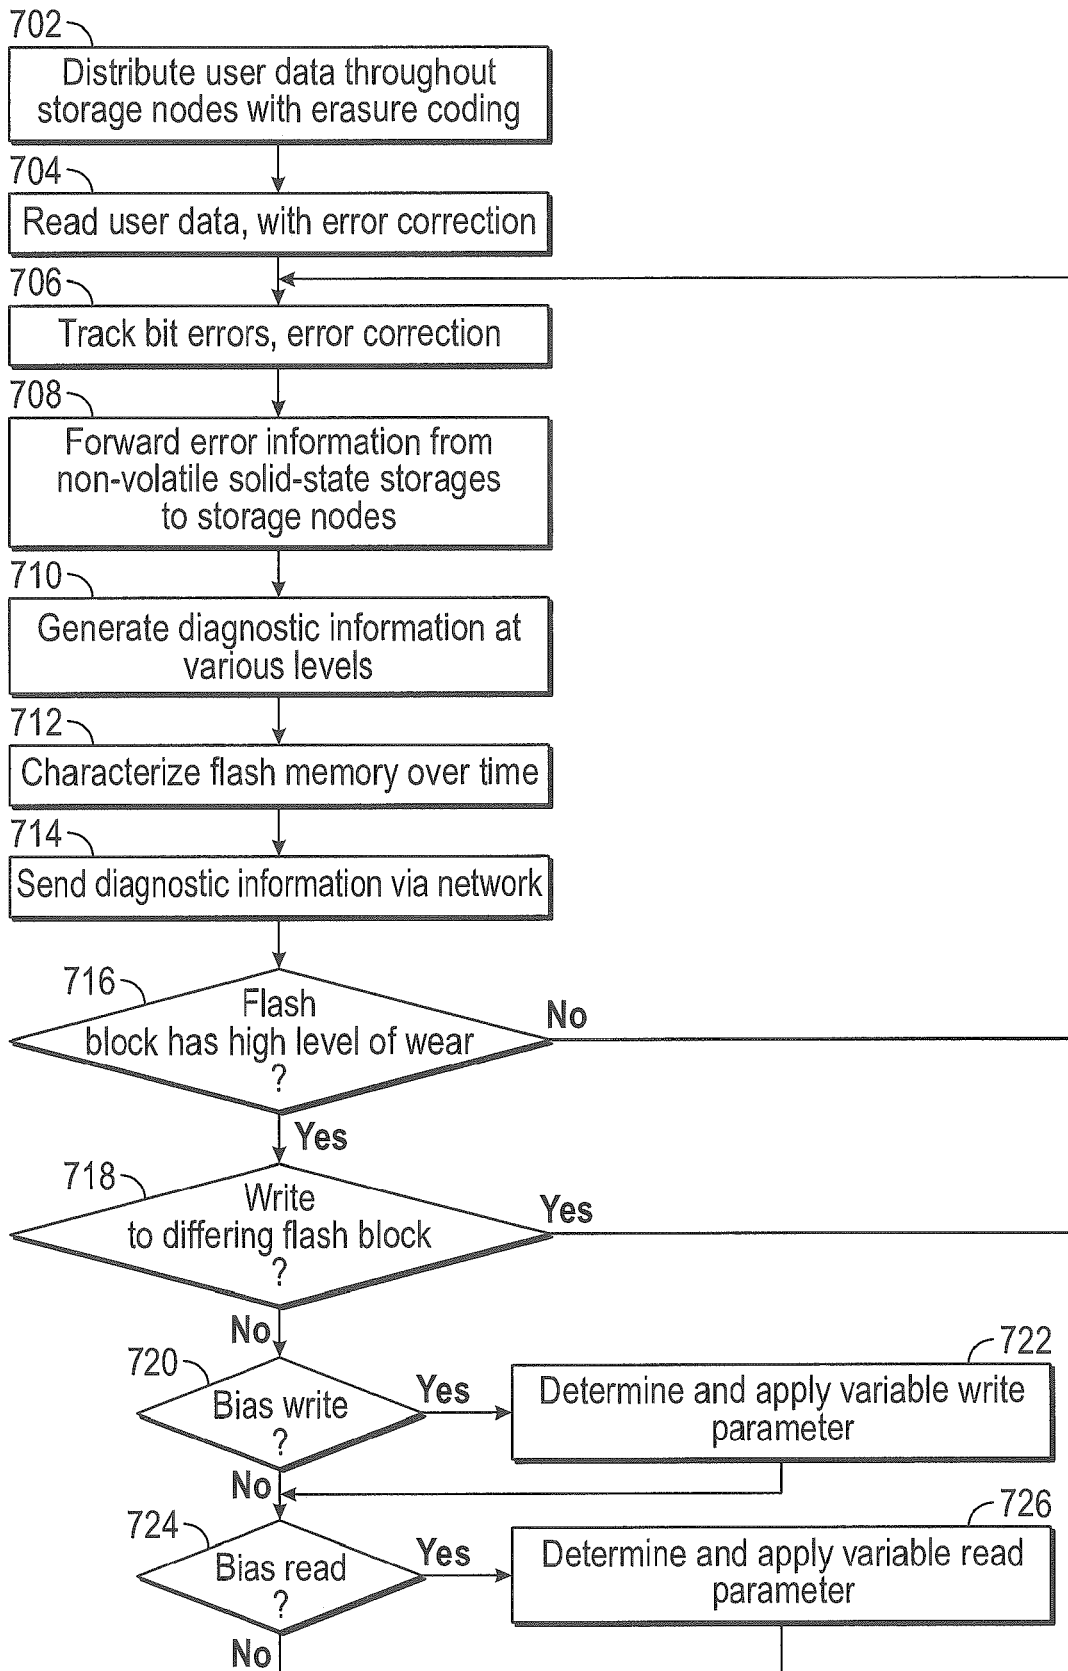 702
Distribute user data throughout
storage nodes with erasure coding
704
Read user data, with error correction
706
Track bit errors, error correction
708
Forward error information from
non-volatile solid-state storages
to storage nodes
710
Generate diagnostic information at
various levels
712
Characterize flash memory over time
714
Send diagnostic information via network
716
Flash
block has high level of wear
?
No
Yes
718
Write
to differing flash block
?
Yes
No
720
Bias write
?
Yes
722
Determine and apply variable write
parameter
No
724
Bias read
?
Yes
726
Determine and apply variable read
parameter
No